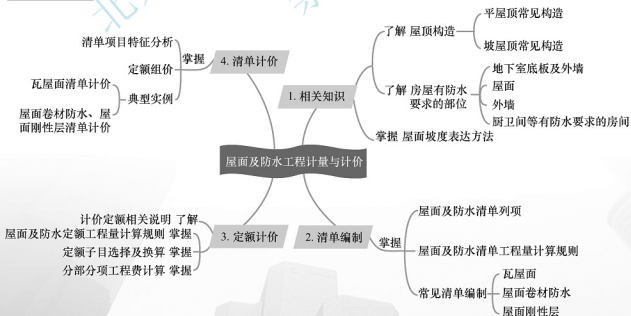 屋面及防水工程计量与计价
1. 相关知识
了解 屋顶构造
平屋顶常见构造
坡屋顶常见构造
了解 房屋有防水
要求的部位
地下室底板及外墙
屋面
外墙
厨卫间等有防水要求的房间
掌握 屋面坡度表达方法
2. 清单编制
掌握
屋面及防水清单列项
屋面及防水清单工程量计算规则
常见清单编制
瓦屋面
屋面卷材防水
屋面刚性层
3. 定额计价
计价定额相关说明 了解
屋面及防水定额工程量计算规则 掌握
定额子目选择及换算 掌握
分部分项工程费计算 掌握
4. 清单计价
掌握
清单项目特征分析
定额组价
典型实例
瓦屋面清单计价
屋面卷材防水、屋
面刚性层清单计价